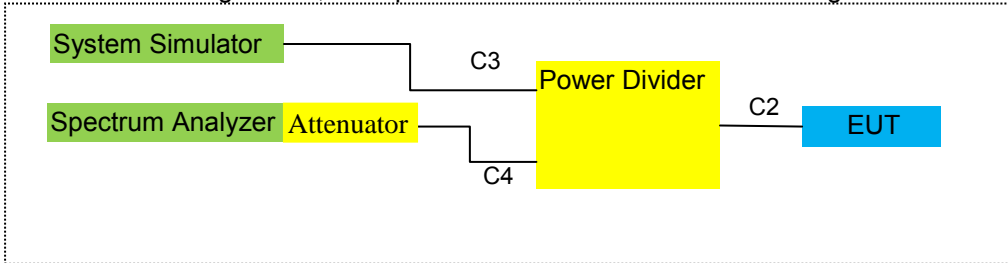 System Simulator
C3
Power Divider
C2
Spectrum Analyzer Attenuator
EUT
C4